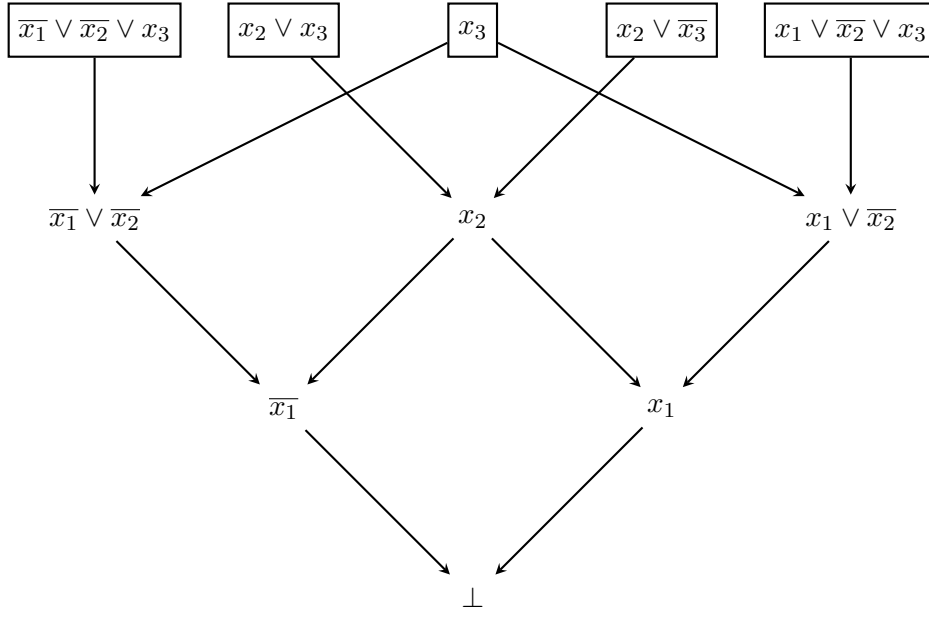 x̅₁ ∨ x̅₂ ∨ x₃
x₂ ∨ x₃
x₃
x₂ ∨ x̅₃
x₁ ∨ x̅₂ ∨ x₃
x̅₁ ∨ x̅₂
x₂
x₁ ∨ x̅₂
x̅₁
x₁
⊥